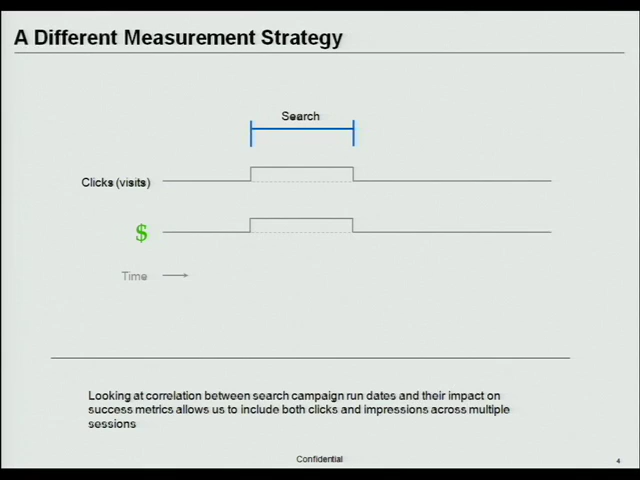 A Different Measurement Strategy
Search
Clicks (visits)
$
Time
Looking at correlation between search campaign run dates and their impact on
success metrics allows us to include both clicks and impressions across multiple
sessions
Confidential
4